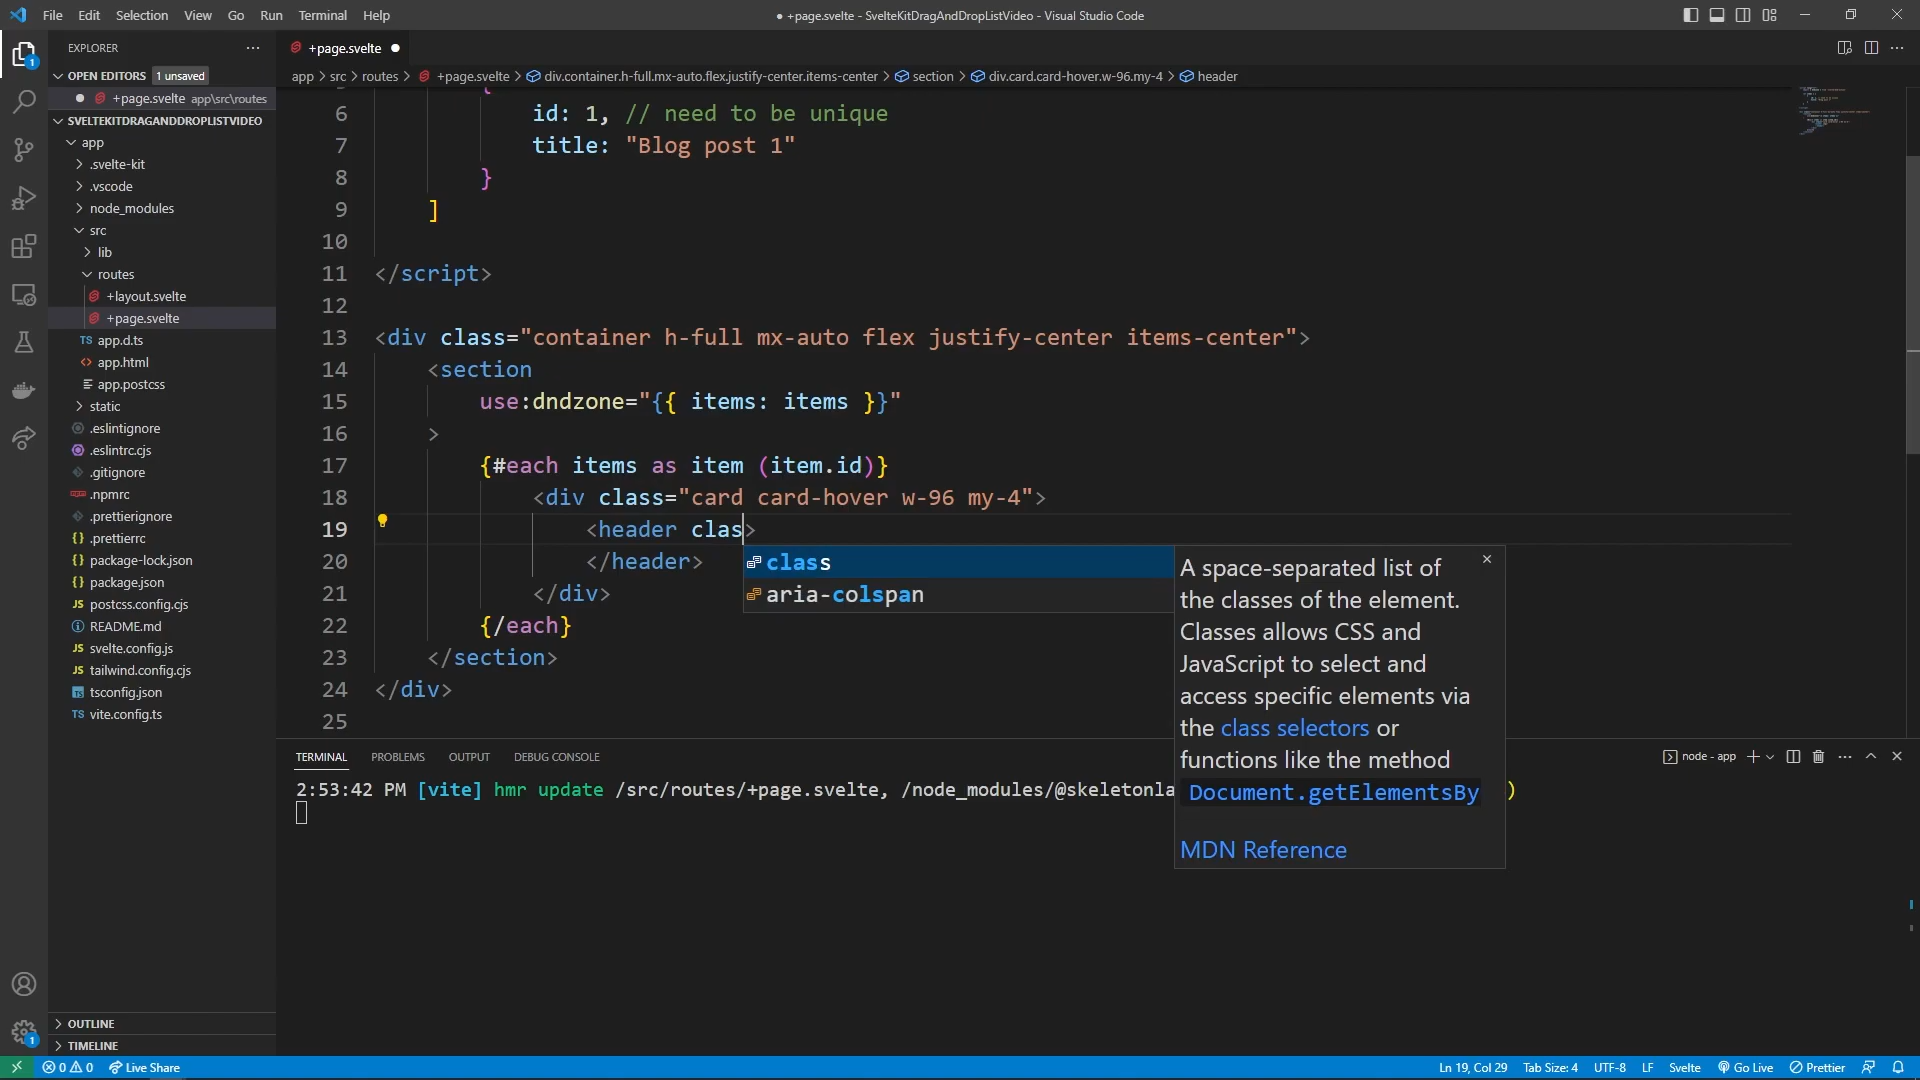 File Edit Selection View Go Run Terminal Help
● +page.svelte - SvelteKitDragAndDropListVideo - Visual Studio Code
EXPLORER
1
OPEN EDITORS 1 unsaved
+page.svelte app\src\routes
SVELTEKITDRAGANDDROPLISTVIDEO
app
.svelte-kit
.vscode
node_modules
src
lib
routes
+layout.svelte
+page.svelte
TS app.d.ts
<> app.html
app.postcss
static
.eslintignore
.eslintrc.cjs
.gitignore
.npmrc
.prettierignore
{} .prettierrc
{} package-lock.json
{} package.json
JS postcss.config.cjs
README.md
JS svelte.config.js
JS tailwind.config.cjs
TS tsconfig.json
TS vite.config.ts
OUTLINE
TIMELINE
1
+page.svelte
app > src > routes > +page.svelte > div.container.h-full.mx-auto.flex.justify-center.items-center > section > div.card.card-hover.w-96.my-4 > header
6 id: 1, // need to be unique
7 title: "Blog post 1"
8 }
9 ]
10
11 </script>
12
13 <div class="container h-full mx-auto flex justify-center items-center">
14 <section
15 use:dndzone="{{ items: items }}"
16 >
17 {#each items as item (item.id)}
18 <div class="card card-hover w-96 my-4">
19 <header clas>
20 </header>
21 </div>
22 {/each}
23 </section>
24 </div>
25
class
aria-colspan
A space-separated list of
the classes of the element.
Classes allows CSS and
JavaScript to select and
access specific elements via
the class selectors or
functions like the method
Document.getElementsBy
MDN Reference
TERMINAL PROBLEMS OUTPUT DEBUG CONSOLE
node - app
2:53:42 PM [vite] hmr update /src/routes/+page.svelte, /node_modules/@skeletonla )
0 0 Live Share
Ln 19, Col 29 Tab Size: 4 UTF-8 LF Svelte Go Live Prettier